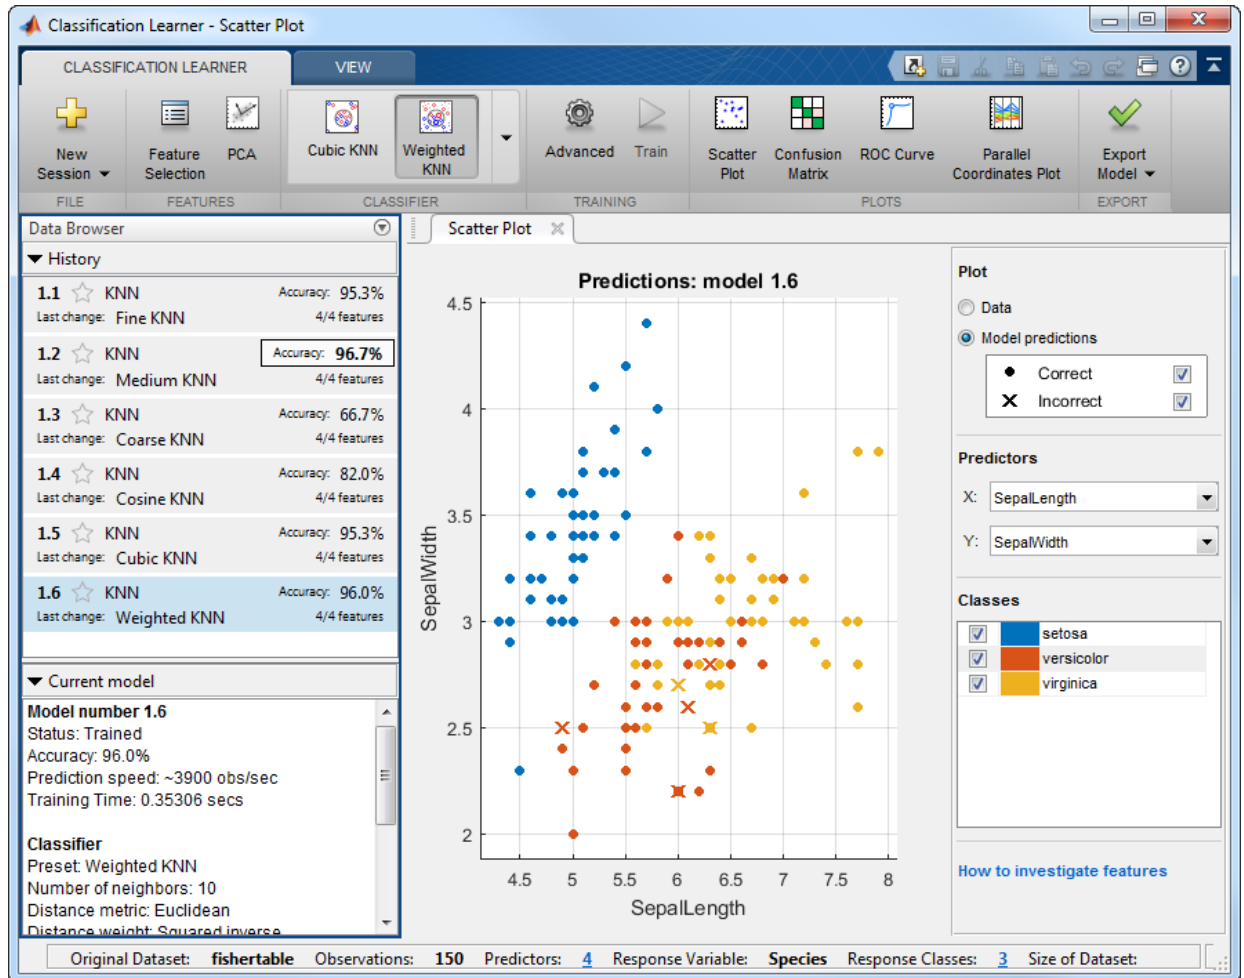 Classification Learner - Scatter Plot
CLASSIFICATION LEARNER
VIEW
New Session
Feature Selection
PCA
Cubic KNN
Weighted KNN
Advanced
Train
Scatter Plot
Confusion Matrix
ROC Curve
Parallel Coordinates Plot
Export Model
FILE
FEATURES
CLASSIFIER
TRAINING
PLOTS
EXPORT
Data Browser
History
1.1 KNN Accuracy: 95.3%
Last change: Fine KNN 4/4 features
1.2 KNN Accuracy: 96.7%
Last change: Medium KNN 4/4 features
1.3 KNN Accuracy: 66.7%
Last change: Coarse KNN 4/4 features
1.4 KNN Accuracy: 82.0%
Last change: Cosine KNN 4/4 features
1.5 KNN Accuracy: 95.3%
Last change: Cubic KNN 4/4 features
1.6 KNN Accuracy: 96.0%
Last change: Weighted KNN 4/4 features
Current model
Model number 1.6
Status: Trained
Accuracy: 96.0%
Prediction speed: ~3900 obs/sec
Training Time: 0.35306 secs
Classifier
Preset: Weighted KNN
Number of neighbors: 10
Distance metric: Euclidean
Distance weight: Squared inverse
Scatter Plot
Predictions: model 1.6
4.5
4
3.5
3
2.5
2
SepalWidth
4.5 5 5.5 6 6.5 7 7.5 8
SepalLength
Plot
Data
Model predictions
Correct
Incorrect
Predictors
X: SepalLength
Y: SepalWidth
Classes
setosa
versicolor
virginica
How to investigate features
Original Dataset: fishertable Observations: 150 Predictors: 4 Response Variable: Species Response Classes: 3 Size of Dataset: